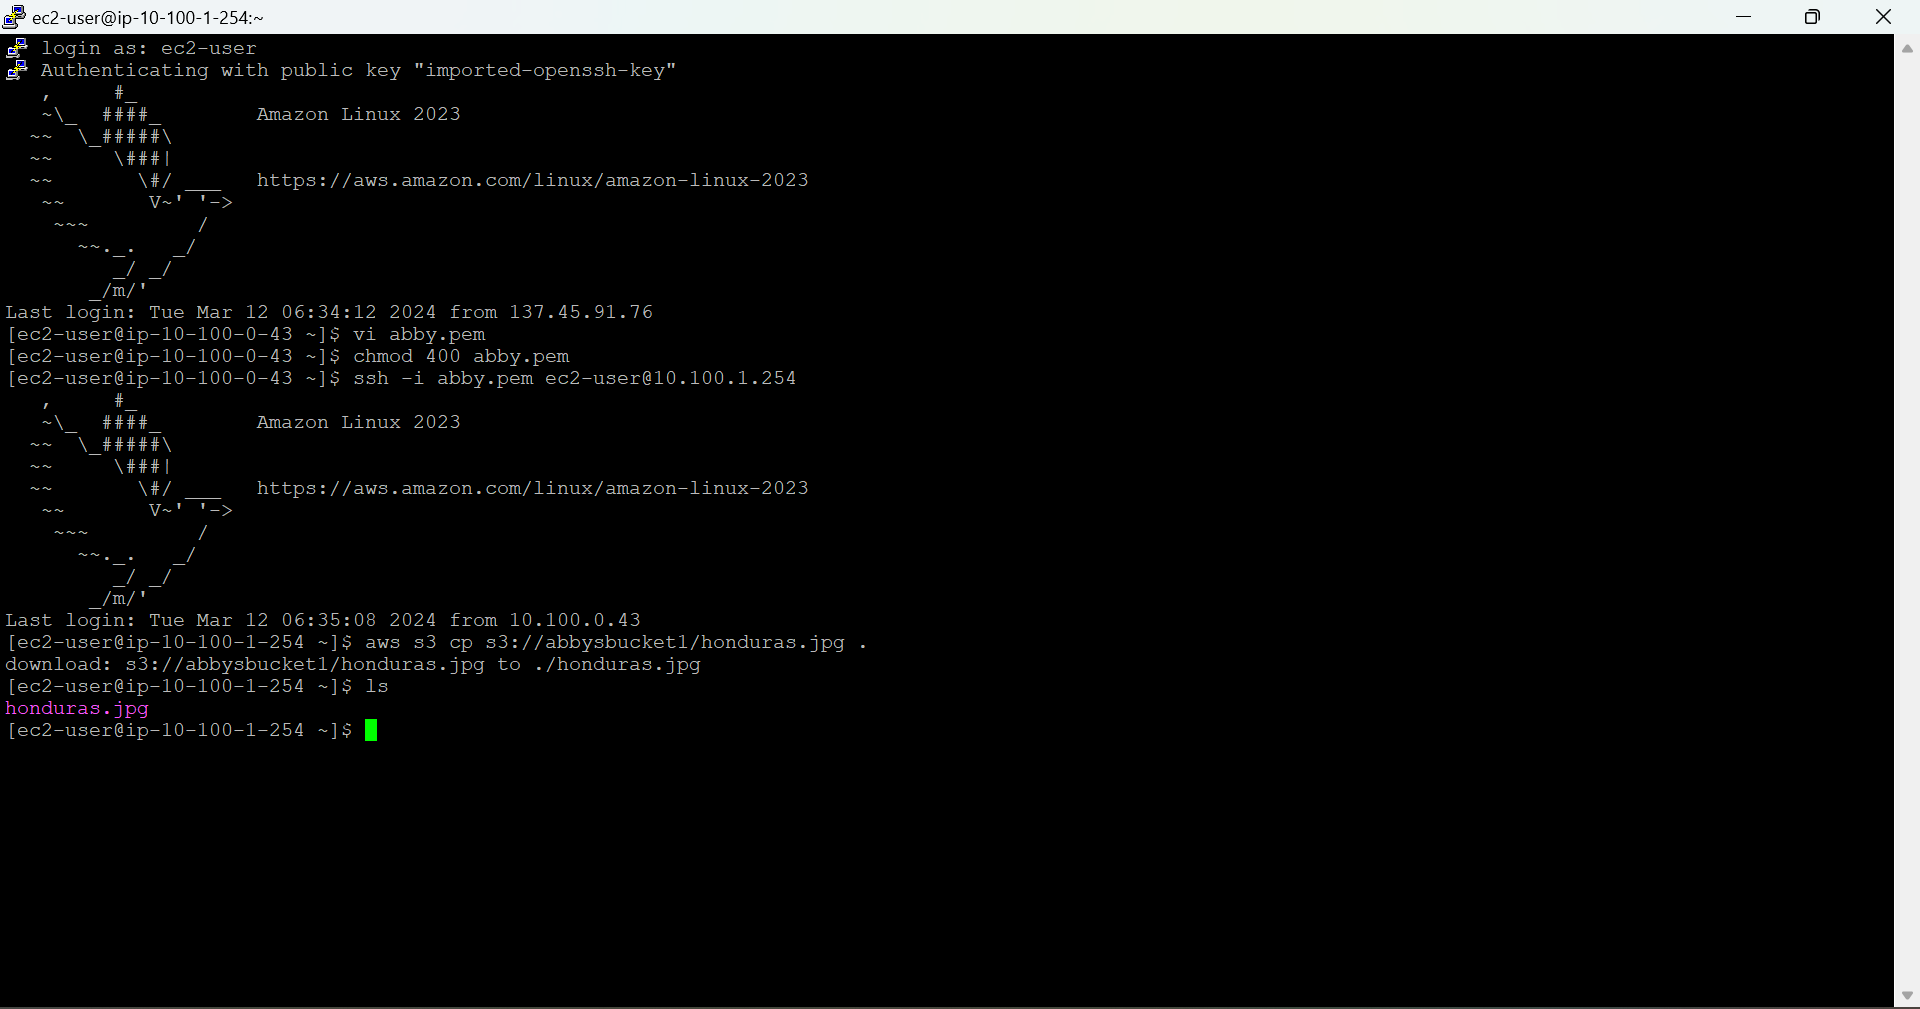 ec2-user@ip-10-100-1-254:~
login as: ec2-user
Authenticating with public key "imported-openssh-key"
   ,     #_
   ~\_  ####_        Amazon Linux 2023
  ~~  \_#####\
  ~~     \###|
  ~~       \#/ ___   https://aws.amazon.com/linux/amazon-linux-2023
   ~~       V~' '->
    ~~~         /
      ~~._.   _/
         _/ _/
       _/m/'
Last login: Tue Mar 12 06:34:12 2024 from 137.45.91.76
[ec2-user@ip-10-100-0-43 ~]$ vi abby.pem
[ec2-user@ip-10-100-0-43 ~]$ chmod 400 abby.pem
[ec2-user@ip-10-100-0-43 ~]$ ssh -i abby.pem ec2-user@10.100.1.254
   ,     #_
   ~\_  ####_        Amazon Linux 2023
  ~~  \_#####\
  ~~     \###|
  ~~       \#/ ___   https://aws.amazon.com/linux/amazon-linux-2023
   ~~       V~' '->
    ~~~         /
      ~~._.   _/
         _/ _/
       _/m/'
Last login: Tue Mar 12 06:35:08 2024 from 10.100.0.43
[ec2-user@ip-10-100-1-254 ~]$ aws s3 cp s3://abbysbucket1/honduras.jpg .
download: s3://abbysbucket1/honduras.jpg to ./honduras.jpg
[ec2-user@ip-10-100-1-254 ~]$ ls
honduras.jpg
[ec2-user@ip-10-100-1-254 ~]$